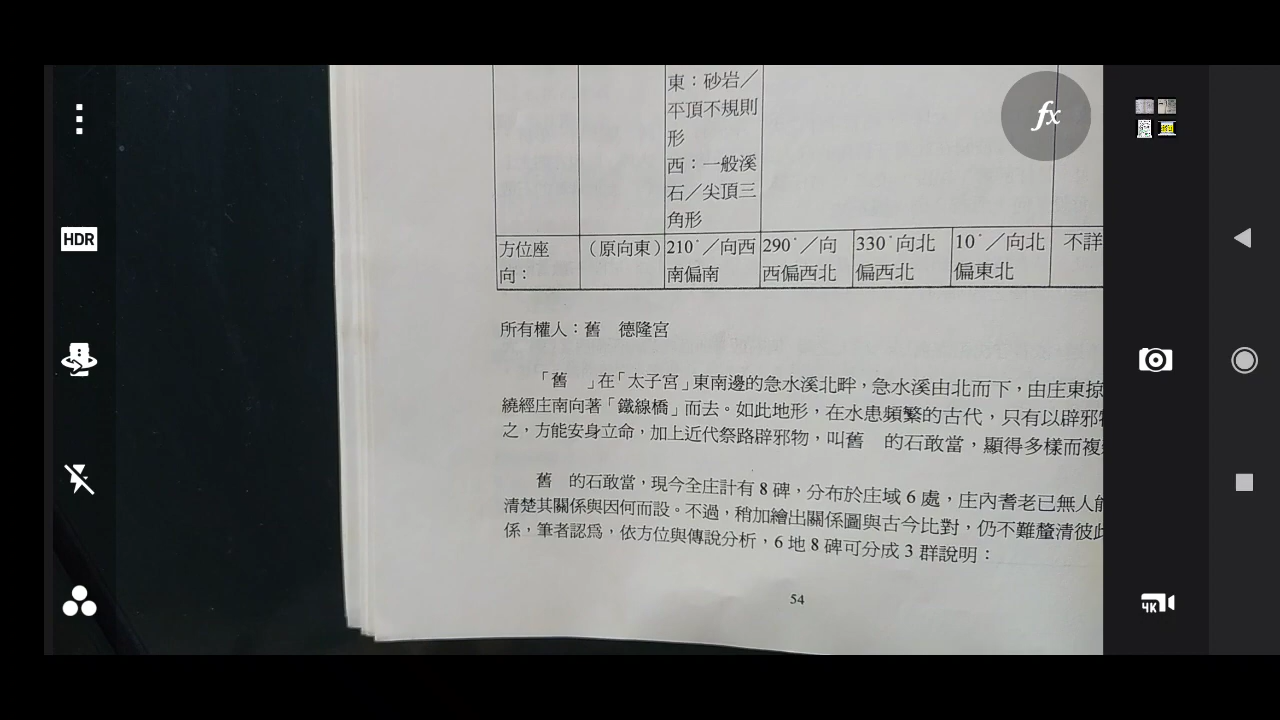 東：砂岩／
平頂不規則
形
西：一般溪
石／尖頂三
角形
方位座向： （原向東） 210˙／向西南偏南 290˙／向西偏西北 330˙向北偏西北 10˙／向北偏東北 不詳
所有權人：舊　德隆宮
「舊　」在「太子宮」東南邊的急水溪北畔，急水溪由北而下，由庄東掠
繞經庄南向著「鐵線橋」而去。如此地形，在水患頻繁的古代，只有以辟邪
之，方能安身立命，加上近代祭路辟邪物，叫舊　的石敢當，顯得多樣而複
舊　的石敢當，現今全庄計有 8 碑，分布於庄域 6 處，庄內耆老已無人
清楚其關係與因何而設。不過，稍加繪出關係圖與古今比對，仍不難釐清彼
係，筆者認為，依方位與傳說分析，6 地 8 碑可分成 3 群說明：
54
HDR
fx
4K